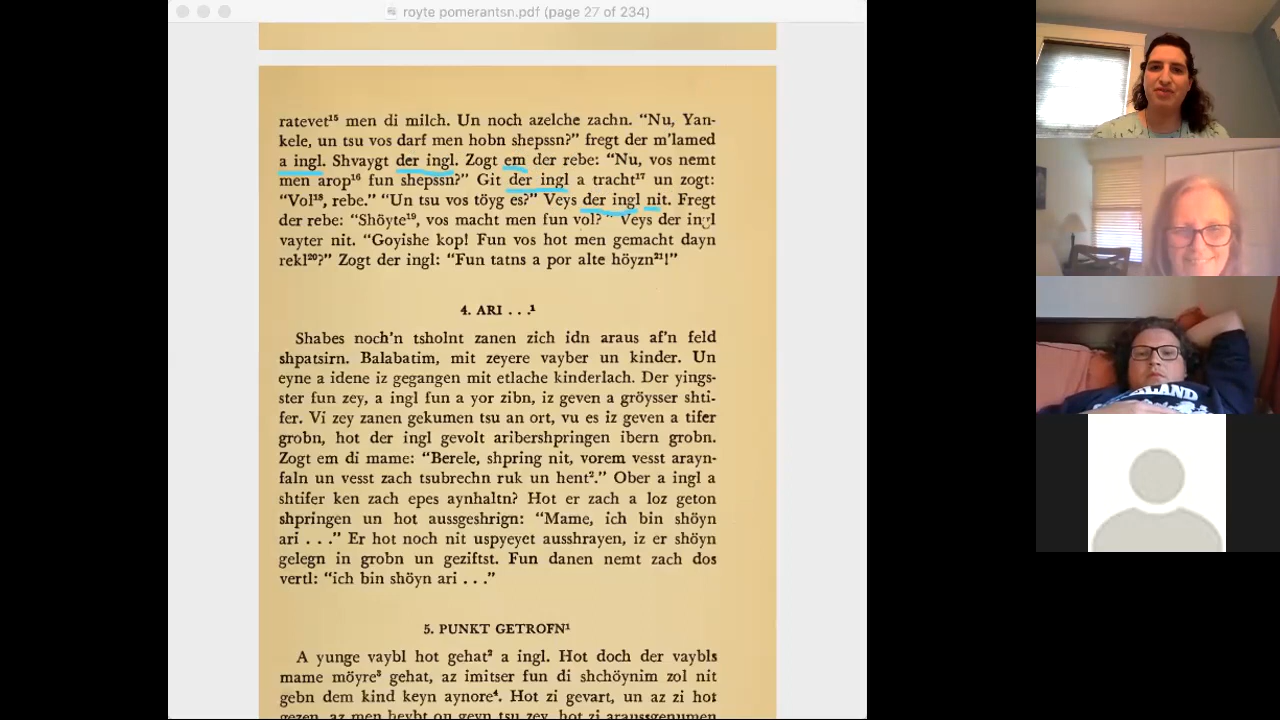 royte pomerantsn.pdf (page 27 of 234)
ratevet¹⁵ men di milch. Un noch azelche zachn. “Nu, Yan-
kele, un tsu vos darf men hobn shepssn?” fregt der m’lamed
a ingl. Shvaygt der ingl. Zogt em der rebe: “Nu, vos nemt
men arop¹⁶ fun shepssn?” Git der ingl a tracht¹⁷ un zogt:
“Vol¹⁸, rebe.” “Un tsu vos töyg es?” Veys der ingl nit. Fregt
der rebe: “Shöyte¹⁹, vos macht men fun vol?” Veys der ingl
vayter nit. “Goyishe kop! Fun vos hot men gemacht dayn
rekl²⁰?” Zogt der ingl: “Fun tatns a por alte höyzn²¹!”
4. ARI . . .¹
Shabes noch’n tsholnt zanen zich idn araus af’n feld
shpatsirn. Balabatim, mit zeyere vayber un kinder. Un
eyne a idene iz gegangen mit etlache kinderlach. Der yings-
ster fun zey, a ingl fun a yor zibn, iz geven a gröysser shti-
fer. Vi zey zanen gekumen tsu an ort, vu es iz geven a tifer
grobn, hot der ingl gevolt aribershpringen ibern grobn.
Zogt em di mame: “Berele, shpring nit, vorem vesst arayn-
faln un vesst zach tsubrechn ruk un hent².” Ober a ingl a
shtifer ken zach epes aynhaltn? Hot er zach a loz geton
shpringen un hot aussgeshrign: “Mame, ich bin shöyn
ari . . .” Er hot noch nit uspyeyet ausshrayen, iz er shöyn
gelegn in grobn un geziftst. Fun danen nemt zach dos
vertl: “ich bin shöyn ari . . .”
5. PUNKT GETROFN¹
A yunge vaybl hot gehat² a ingl. Hot doch der vaybls
mame möyre³ gehat, az imitser fun di shchöynim zol nit
gebn dem kind keyn aynore⁴. Hot zi gevart, un az zi hot
gezen, az men heybt on geyn tsu zey, hot zi araussgenumen